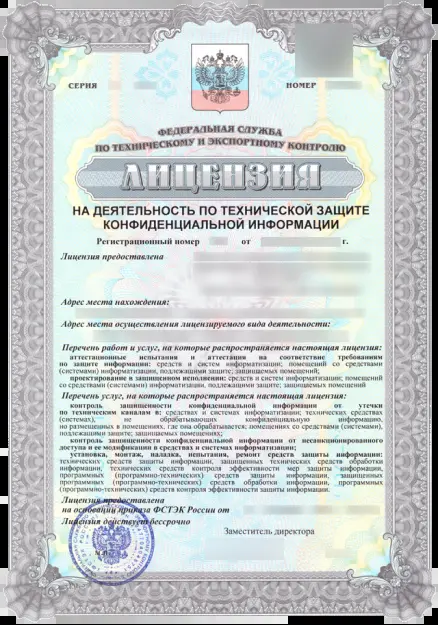 СЕРИЯ НОМЕР
ФЕДЕРАЛЬНАЯ СЛУЖБА
ПО ТЕХНИЧЕСКОМУ И ЭКСПОРТНОМУ КОНТРОЛЮ
ЛИЦЕНЗИЯ
НА ДЕЯТЕЛЬНОСТЬ ПО ТЕХНИЧЕСКОЙ ЗАЩИТЕ
КОНФИДЕНЦИАЛЬНОЙ ИНФОРМАЦИИ
Регистрационный номер от г.
Лицензия предоставлена
Адрес места нахождения:
Адрес места осуществления лицензируемого вида деятельности:
Перечень работ и услуг, на которые распространяется настоящая лицензия:
аттестационные испытания и аттестация на соответствие требованиям
по защите информации: средств и систем информатизации; помещений со средствами
(системами) информатизации, подлежащими защите; защищаемых помещений;
проектирование в защищенном исполнении: средств и систем информатизации; помещений
со средствами (системами) информатизации, подлежащими защите; защищаемых помещений
Перечень услуг, на которые распространяется настоящая лицензия:
контроль защищенности конфиденциальной информации от утечки
по техническим каналам в: средствах и системах информатизации; технических средствах
(системах), не обрабатывающих конфиденциальную информацию,
но размещенных в помещениях, где она обрабатывается; помещениях со средствами (системами),
подлежащими защите; защищаемых помещениях;
контроль защищенности конфиденциальной информации от несанкционированного
доступа и ее модификации в средствах и системах информатизации;
установка, монтаж, наладка, испытания, ремонт средств защиты информации:
технических средств защиты информации, защищенных технических средств обработки
информации, технических средств контроля эффективности мер защиты информации,
программных (программно-технических) средств защиты информации, защищенных
программных (программно-технических) средств обработки информации, программных
(программно-технических) средств контроля эффективности защиты информации.
Лицензия предоставлена
на основании приказа ФСТЭК России от
Лицензия действует бессрочно
Заместитель директора